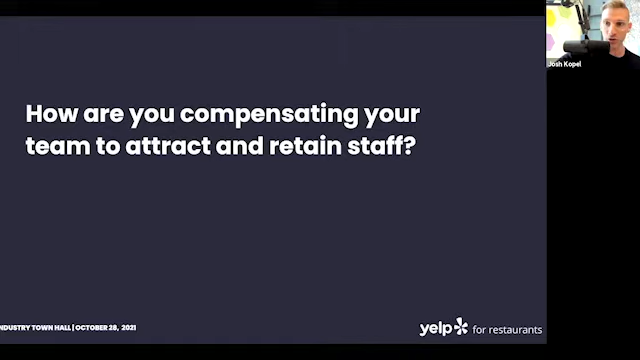 How are you compensating your
team to attract and retain staff?
Josh Kopel
NDUSTRY TOWN HALL | OCTOBER 28, 2021
yelp for restaurants